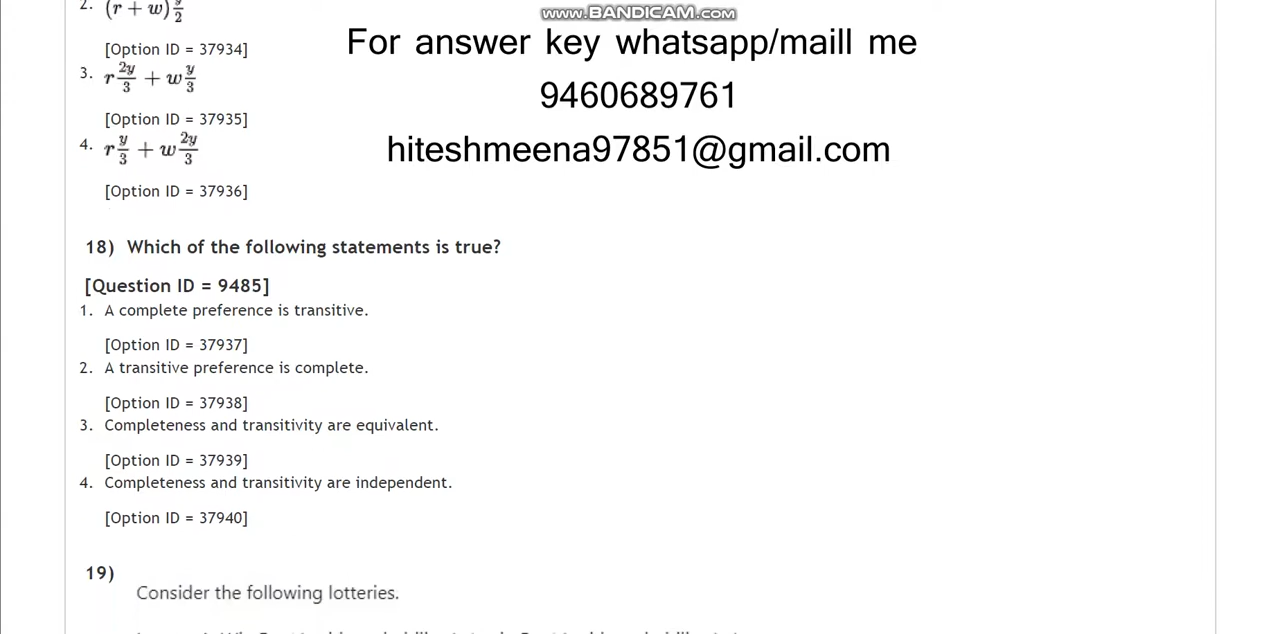 www.BANDICAM.com
2. (r + w) y/2
For answer key whatsapp/maill me
[Option ID = 37934]
3. r 2y/3 + w y/3
9460689761
[Option ID = 37935]
4. r y/3 + w 2y/3
hiteshmeena97851@gmail.com
[Option ID = 37936]
18) Which of the following statements is true?
[Question ID = 9485]
1. A complete preference is transitive.
[Option ID = 37937]
2. A transitive preference is complete.
[Option ID = 37938]
3. Completeness and transitivity are equivalent.
[Option ID = 37939]
4. Completeness and transitivity are independent.
[Option ID = 37940]
19)
Consider the following lotteries.